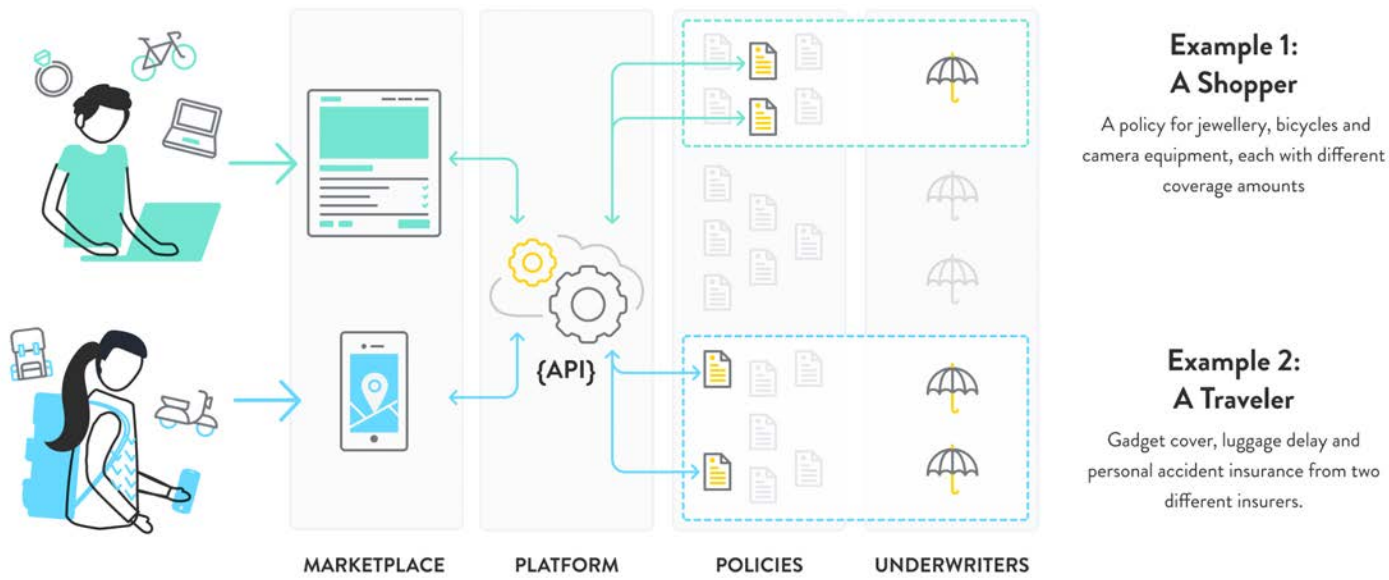 Example 1:
A Shopper
A policy for jewellery, bicycles and
camera equipment, each with different
coverage amounts
{API}
Example 2:
A Traveler
Gadget cover, luggage delay and
personal accident insurance from two
different insurers.
MARKETPLACE
PLATFORM
POLICIES
UNDERWRITERS